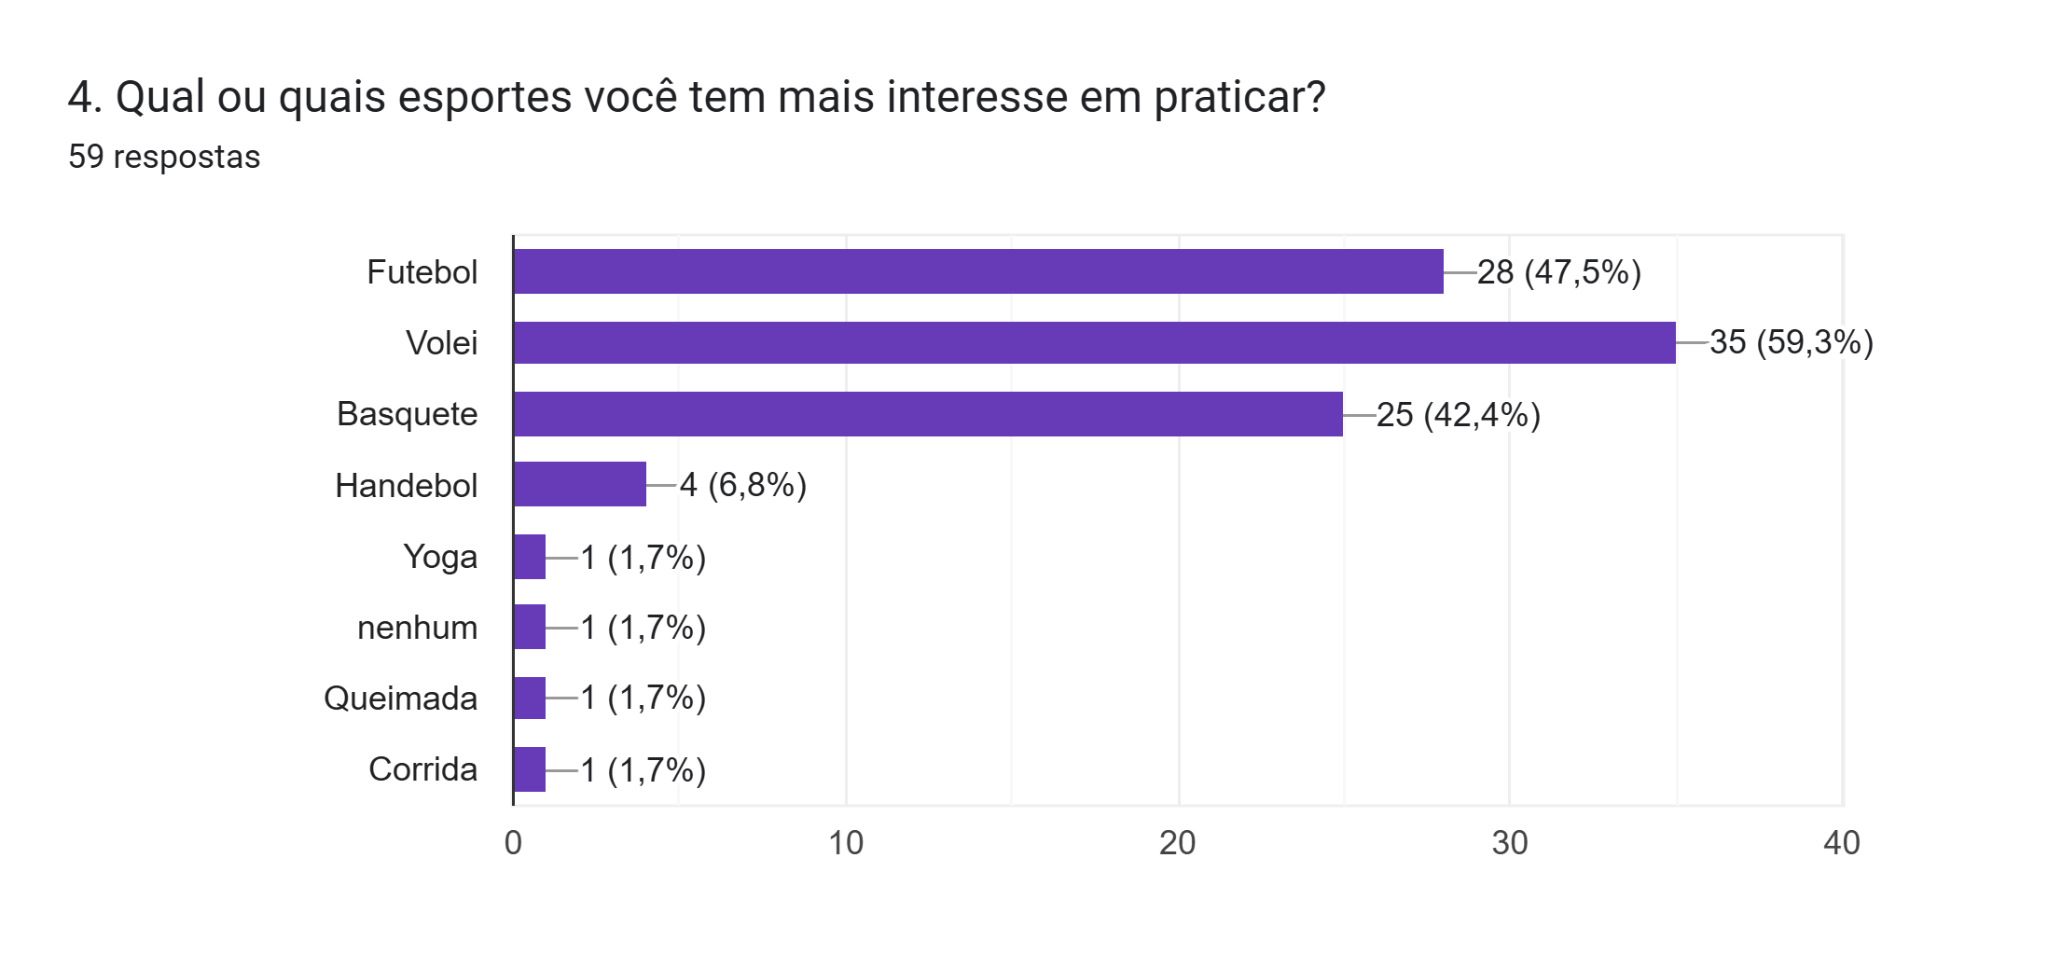 4. Qual ou quais esportes você tem mais interesse em praticar?
59 respostas
Futebol 28 (47,5%)
Volei 35 (59,3%)
Basquete 25 (42,4%)
Handebol 4 (6,8%)
Yoga 1 (1,7%)
nenhum 1 (1,7%)
Queimada 1 (1,7%)
Corrida 1 (1,7%)
0 10 20 30 40